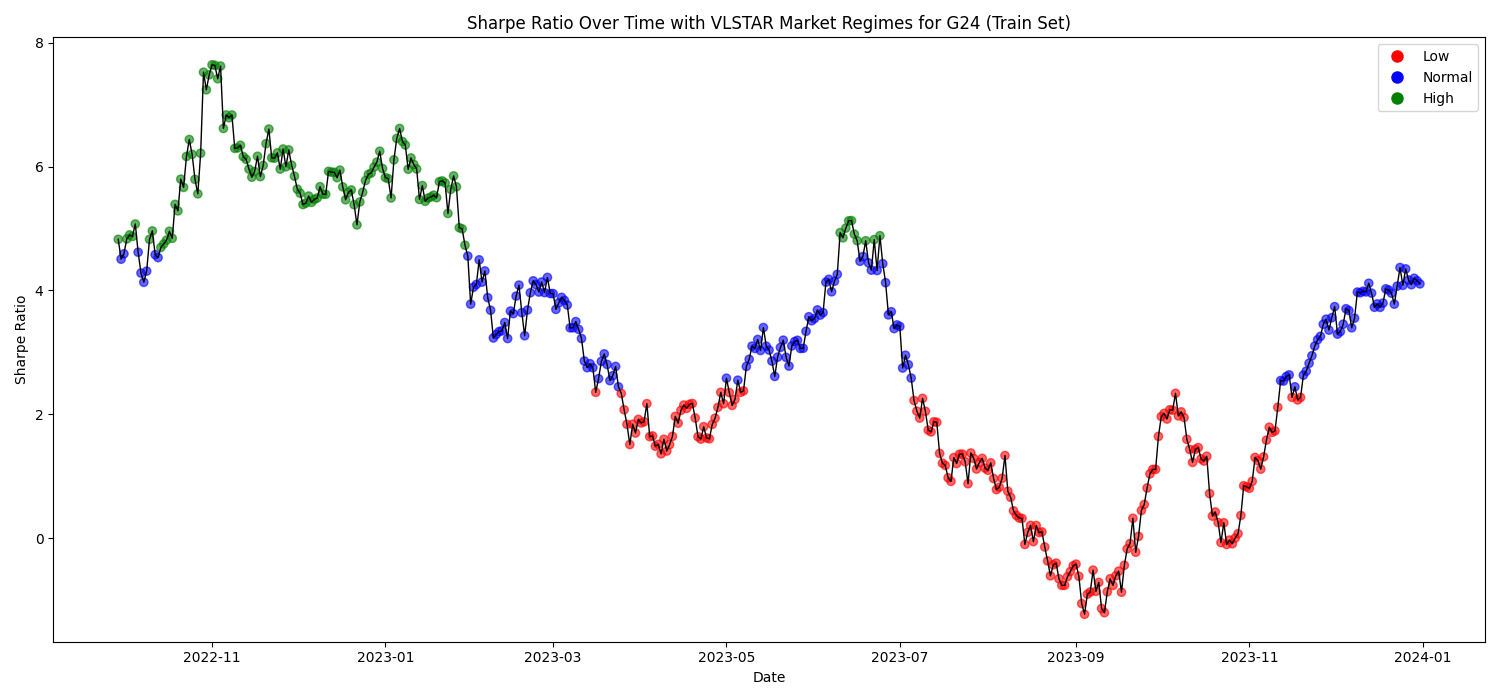 Sharpe Ratio Over Time with VLSTAR Market Regimes for G24 (Train Set)
Low
Normal
High
Sharpe Ratio
8
6
4
2
0
2022-11
2023-01
2023-03
2023-05
2023-07
2023-09
2023-11
2024-01
Date